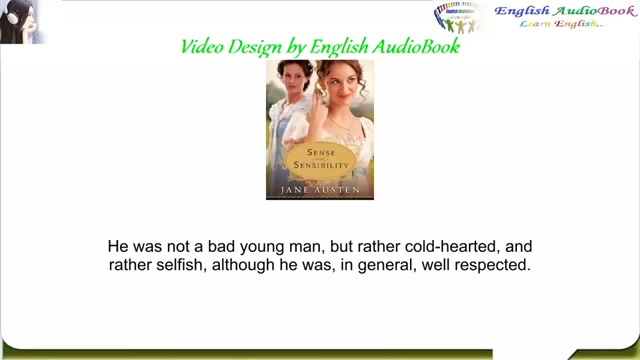 English AudioBook
Learn English...
Video Design by English AudioBook
SENSE
and
SENSIBILITY
JANE AUSTEN
He was not a bad young man, but rather cold-hearted, and
rather selfish, although he was, in general, well respected.